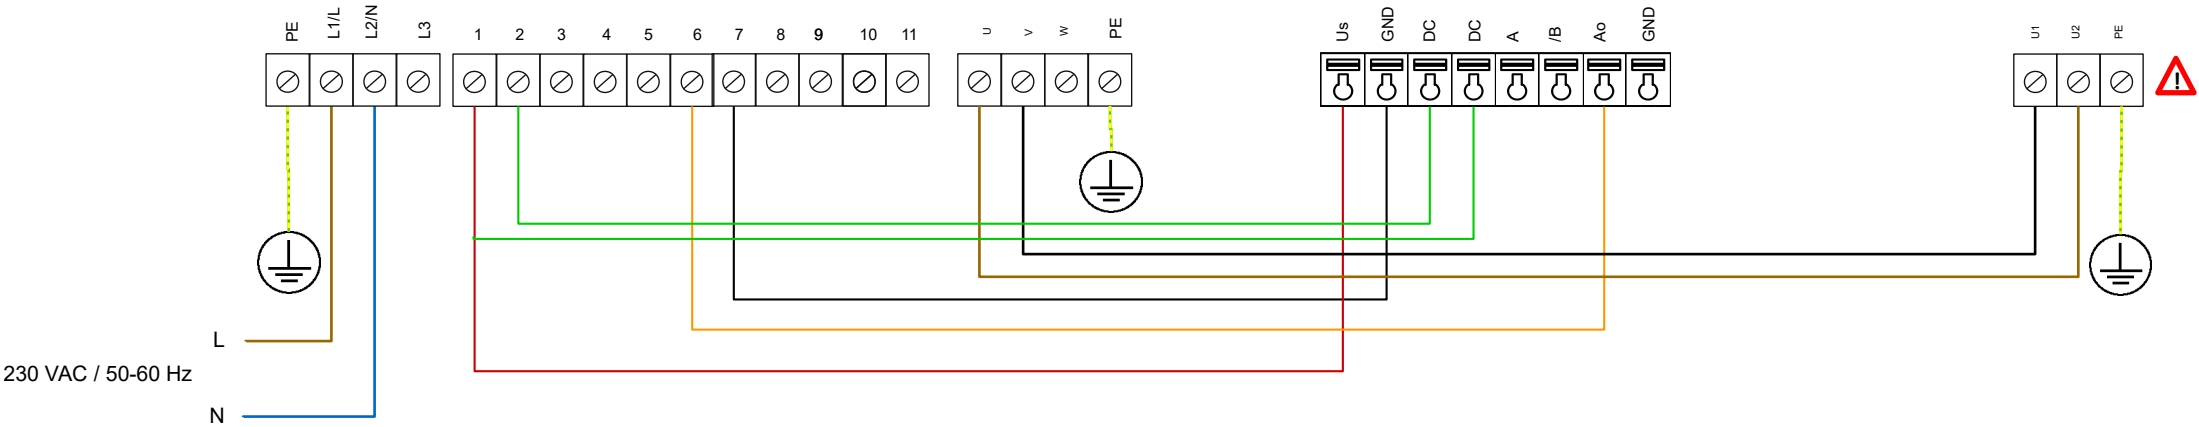 PE L1/L L2/N L3
1 2 3 4 5 6 7 8 9 10 11
U V W PE
Us GND DC DC A /B Ao GND
U1 U2 PE
!
L
230 VAC / 50-60 Hz
N